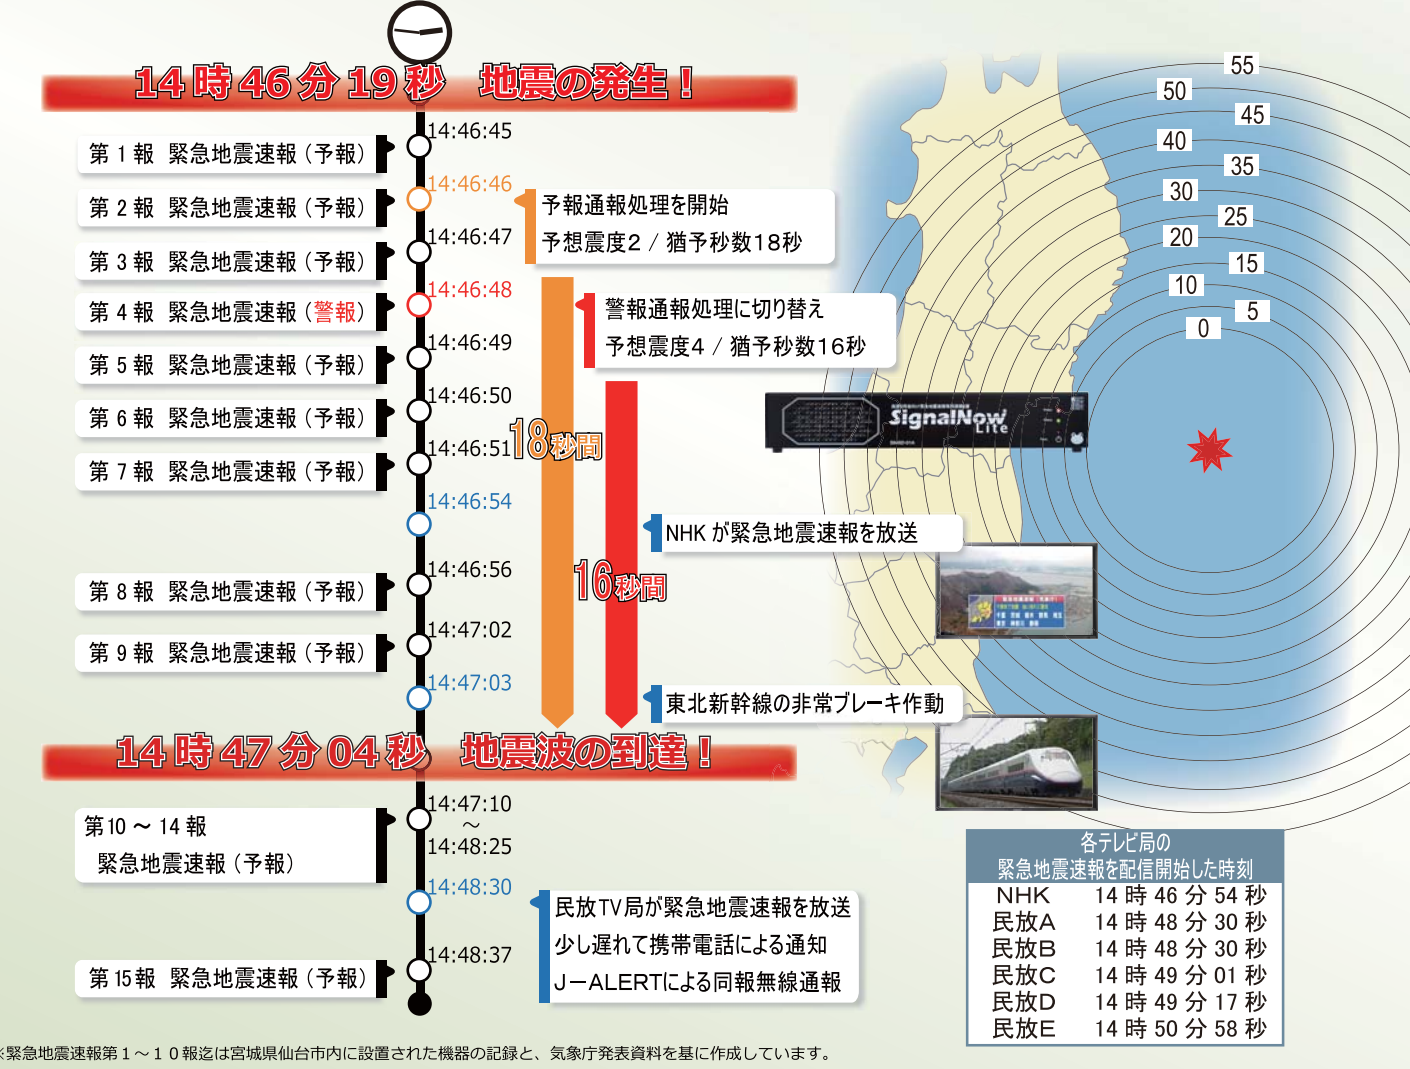 14時46分19秒　地震の発生！
14:46:45
第1報 緊急地震速報（予報）
14:46:46
第2報 緊急地震速報（予報）
予報通報処理を開始
予想震度2 / 猶予秒数18秒
14:46:47
第3報 緊急地震速報（予報）
14:46:48
第4報 緊急地震速報（警報）
警報通報処理に切り替え
予想震度4 / 猶予秒数16秒
14:46:49
第5報 緊急地震速報（予報）
14:46:50
第6報 緊急地震速報（予報）
14:46:51
第7報 緊急地震速報（予報）
18秒間
14:46:54
NHKが緊急地震速報を放送
14:46:56
第8報 緊急地震速報（予報）
16秒間
14:47:02
第9報 緊急地震速報（予報）
14:47:03
東北新幹線の非常ブレーキ作動
14時47分04秒　地震波の到達！
14:47:10
～
14:48:25
第10～14報
緊急地震速報（予報）
14:48:30
民放TV局が緊急地震速報を放送
少し遅れて携帯電話による通知
J－ALERTによる同報無線通報
14:48:37
第15報 緊急地震速報（予報）
55
50
45
40
35
30
25
20
15
10
5
0
SignalNow
Lite
各テレビ局の
緊急地震速報を配信開始した時刻
NHK 14時46分54秒
民放A 14時48分30秒
民放B 14時48分30秒
民放C 14時49分01秒
民放D 14時49分17秒
民放E 14時50分58秒
※緊急地震速報第１～１０報迄は宮城県仙台市内に設置された機器の記録と、気象庁発表資料を基に作成しています。